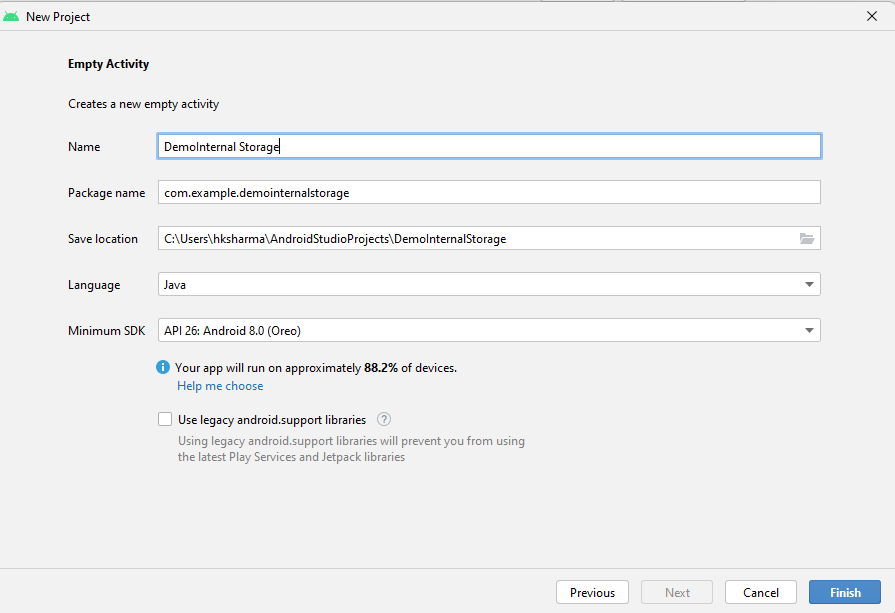 New Project
Empty Activity
Creates a new empty activity
Name DemoInternal Storage
Package name com.example.demointernalstorage
Save location C:\Users\hksharma\AndroidStudioProjects\DemoInternalStorage
Language Java
Minimum SDK API 26: Android 8.0 (Oreo)
Your app will run on approximately 88.2% of devices.
Help me choose
Use legacy android.support libraries ?
Using legacy android.support libraries will prevent you from using
the latest Play Services and Jetpack libraries
Previous Next Cancel Finish